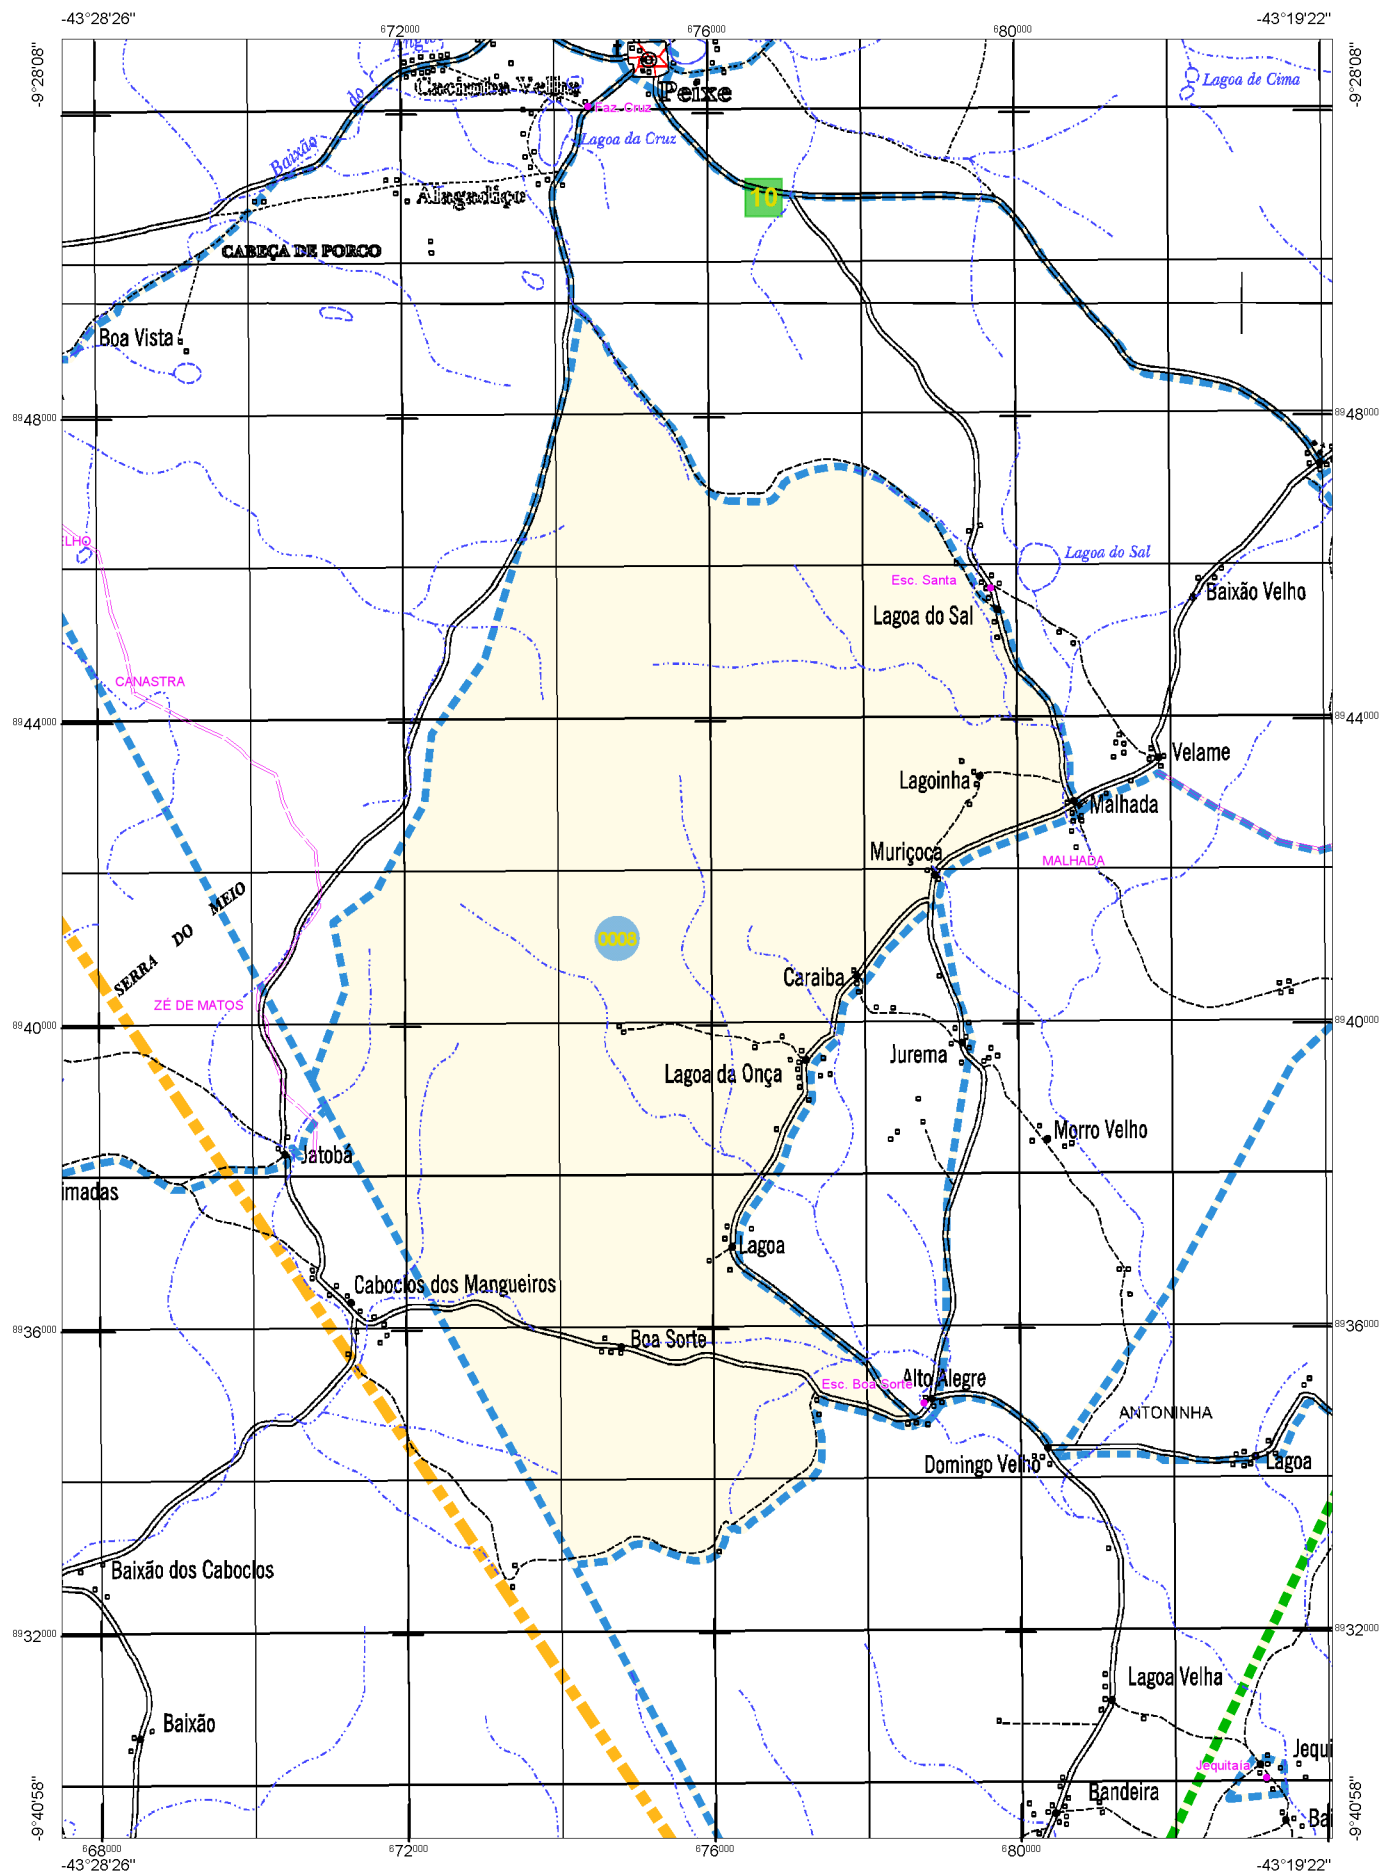 -43°28'26"
672000
676000
680000
-43°19'22"
-9°28'08"
-9°28'08"
Angic
Cacimba Velha
Peixe
Faz. Cruz
Lagoa de Cima
do
Baixão
Lagoa da Cruz
Alagadiço
10
CABEÇA DE PORCO
Boa Vista
8948000
8948000
ELHO
Lagoa do Sal
Esc. Santa
Baixão Velho
Lagoa do Sal
CANASTRA
8944000
8944000
Velame
Lagoinha
Malhada
Muriçoca
MALHADA
SERRA DO MEIO
0008
Caraiba
ZÉ DE MATOS
8940000
8940000
Jurema
Lagoa da Onça
Morro Velho
Jatobá
imadas
Lagoa
Caboclos dos Mangueiros
8936000
8936000
Boa Sorte
Alto Alegre
Esc. Boa Sorte
ANTONINHA
Domingo Velho
Lagoa
Baixão dos Caboclos
8932000
8932000
Lagoa Velha
Baixão
Jequi
Jequitaia
Bandeira
Bai
-9°40'58"
-9°40'58"
668000
672000
676000
680000
-43°28'26"
-43°19'22"